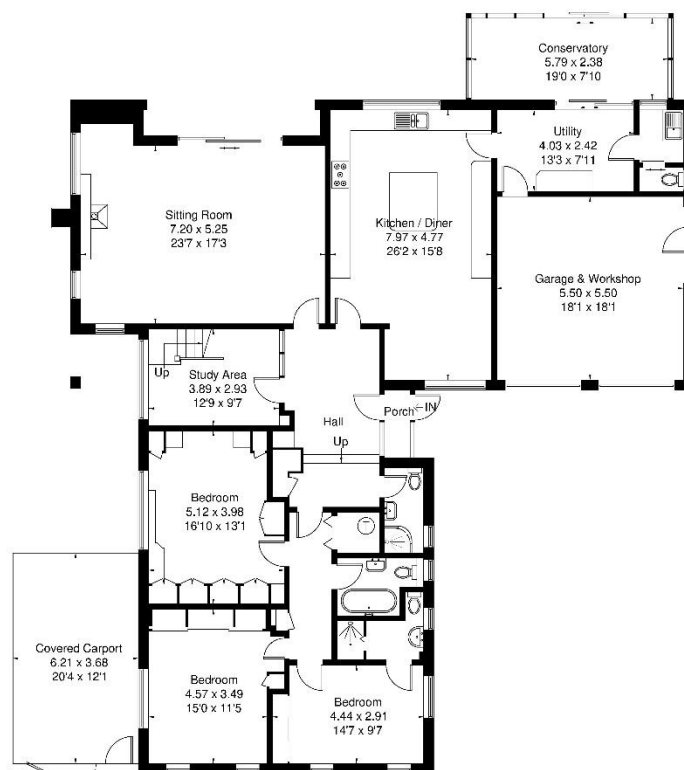 Conservatory
5.79 x 2.38
19'0 x 7'10
Utility
4.03 x 2.42
13'3 x 7'11
Sitting Room
7.20 x 5.25
23'7 x 17'3
Kitchen / Diner
7.97 x 4.77
26'2 x 15'8
Garage & Workshop
5.50 x 5.50
18'1 x 18'1
Up
Study Area
3.89 x 2.93
12'9 x 9'7
Porch
IN
Hall
Up
Bedroom
5.12 x 3.98
16'10 x 13'1
Covered Carport
6.21 x 3.68
20'4 x 12'1
Bedroom
4.57 x 3.49
15'0 x 11'5
Bedroom
4.44 x 2.91
14'7 x 9'7